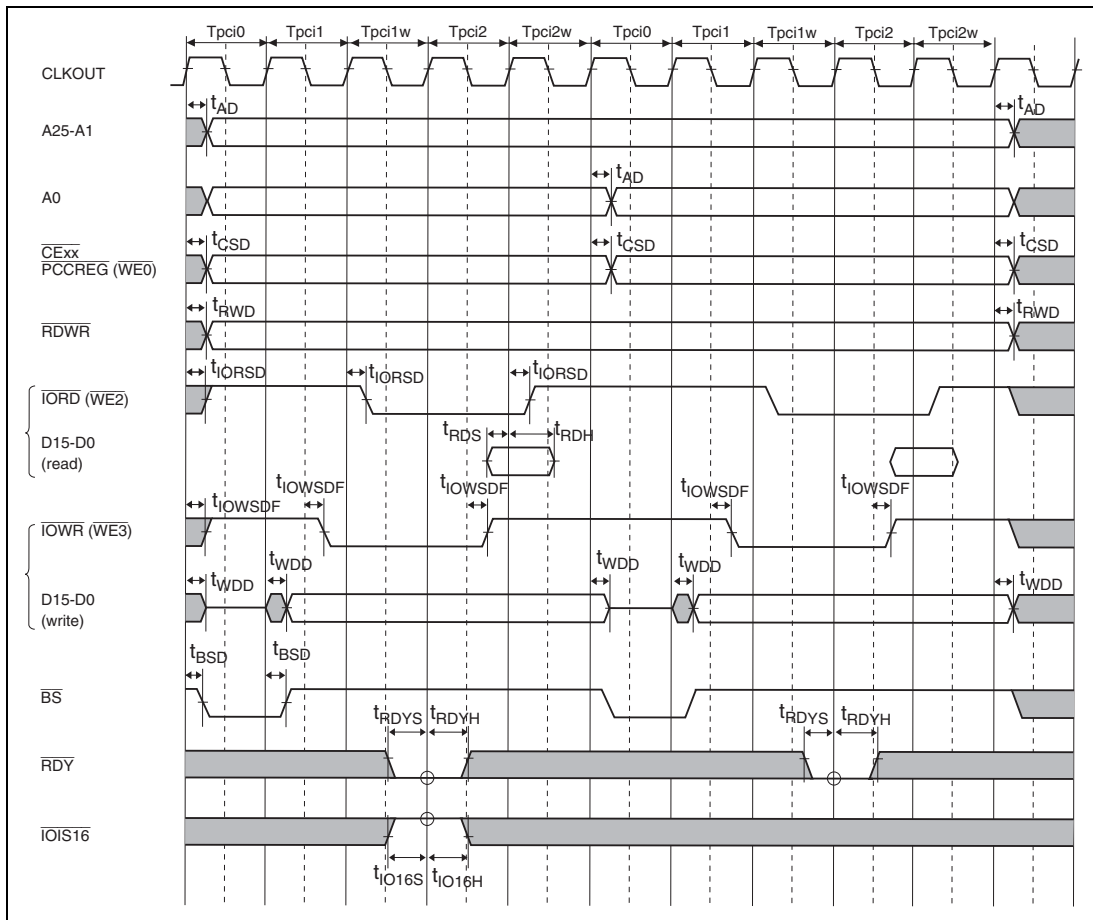 Tpci0 Tpci1 Tpci1w Tpci2 Tpci2w Tpci0 Tpci1 Tpci1w Tpci2 Tpci2w
CLKOUT
tAD tAD
A25-A1
tAD
A0
tCSD tCSD tCSD
CExx
PCCREG (WE0)
tRWD tRWD
RDWR
tIORSD tIORSD tIORSD
IORD (WE2)
tRDS tRDH
D15-D0
(read)
tIOWSDF tIOWSDF tIOWSDF tIOWSDF tIOWSDF
IOWR (WE3)
tWDD tWDD tWDD tWDD tWDD
D15-D0
(write)
tBSD tBSD
BS
tRDYS tRDYH tRDYS tRDYH
RDY
IOIS16
tIO16S tIO16H